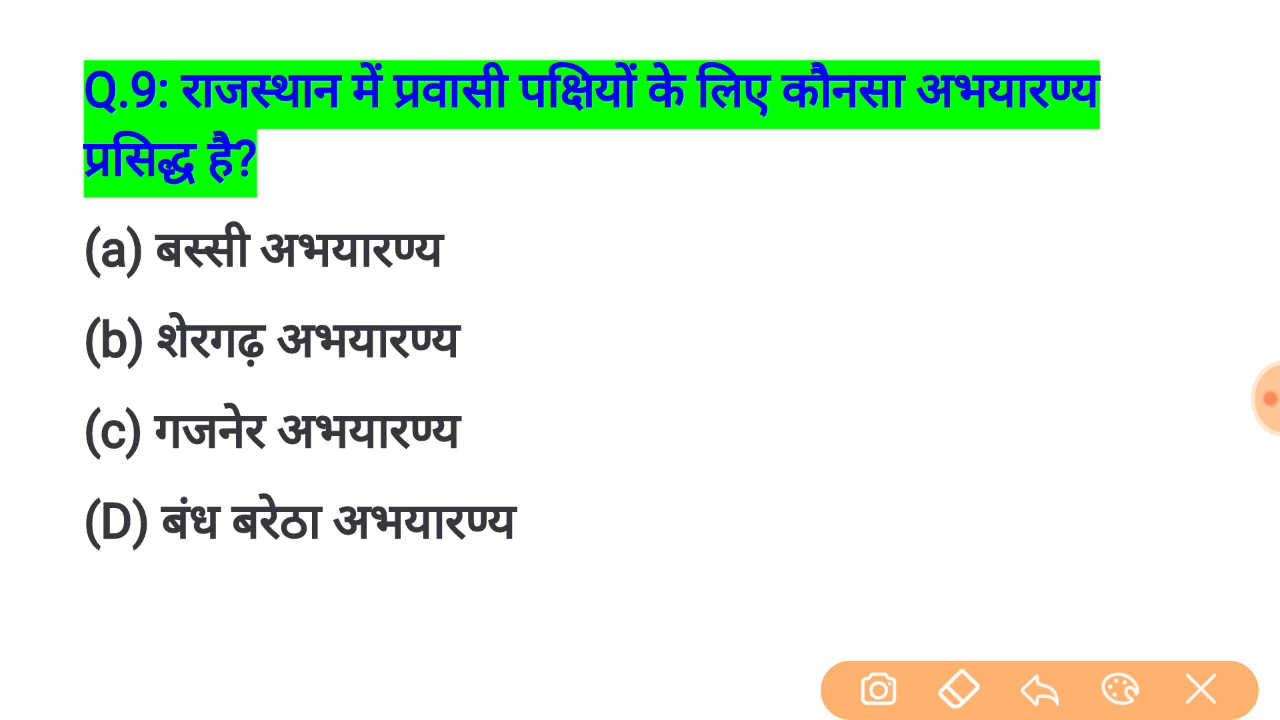 Q.9: राजस्थान में प्रवासी पक्षियों के लिए कौनसा अभयारण्य
प्रसिद्ध है?
(a) बस्सी अभयारण्य
(b) शेरगढ़ अभयारण्य
(c) गजनेर अभयारण्य
(D) बंध बरेठा अभयारण्य